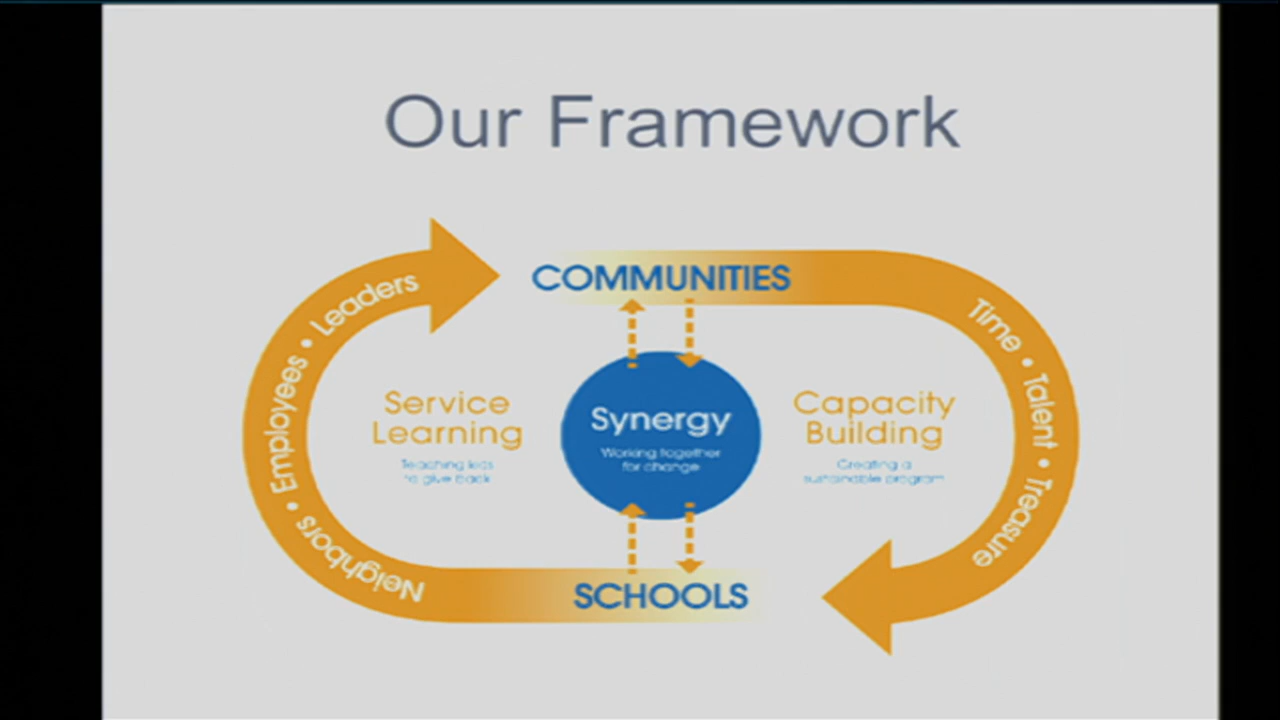 Our Framework
COMMUNITIES
Neighbors • Employees • Leaders
Time • Talent • Treasure
Service
Learning
Teaching kids
to give back
Synergy
Working together
for change
Capacity
Building
Creating a
sustainable program
SCHOOLS